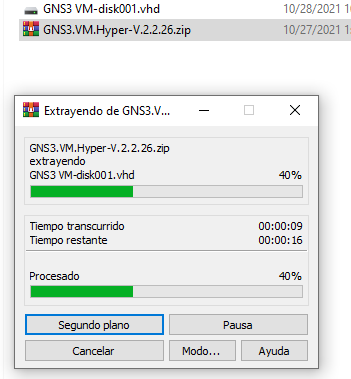 GNS3 VM-disk001.vhd 10/28/2021 1
GNS3.VM.Hyper-V.2.2.26.zip 10/27/2021 1
Extrayendo de GNS3.V...
GNS3.VM.Hyper-V.2.2.26.zip
extrayendo
GNS3 VM-disk001.vhd 40%
Tiempo transcurrido 00:00:09
Tiempo restante 00:00:16
Procesado 40%
Segundo plano Pausa
Cancelar Modo... Ayuda